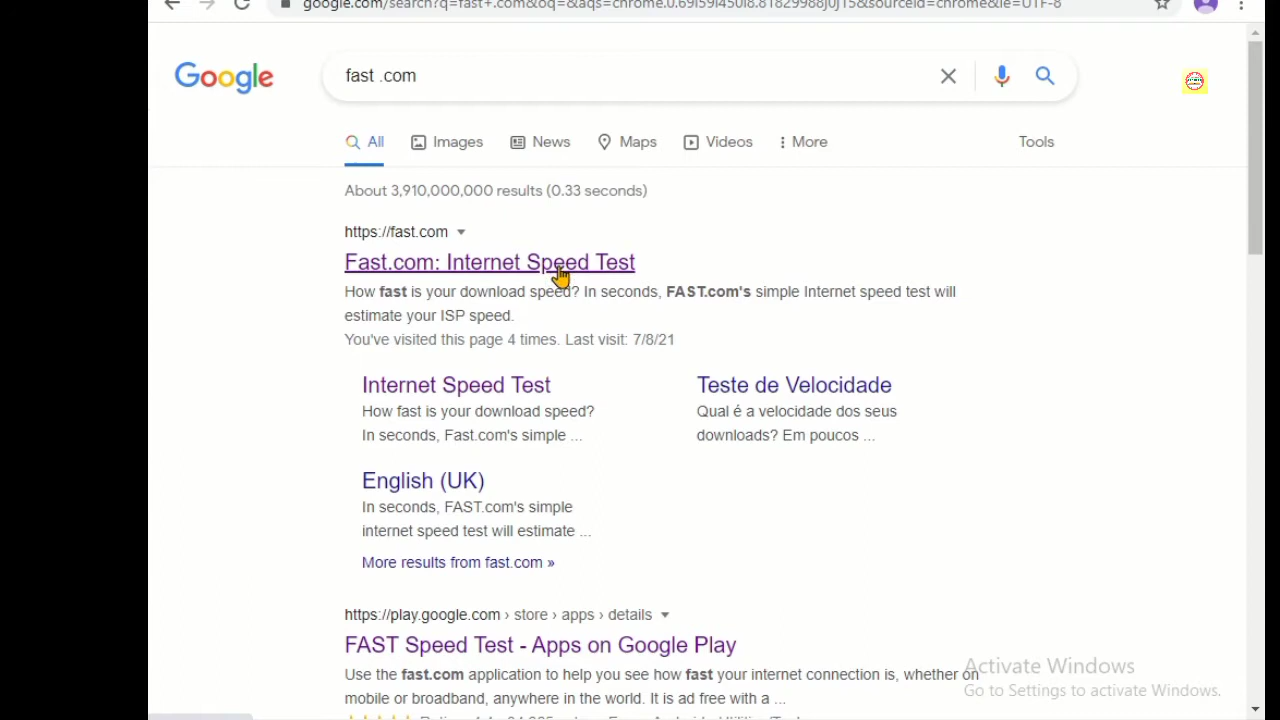 google.com/search?q=fast+.com&oq=&aqs=chrome.0.69i59i450l8.81829988j0j15&sourceid=chrome&ie=UTF-8
Google
fast .com
All
Images
News
Maps
Videos
More
Tools
About 3,910,000,000 results (0.33 seconds)
https://fast.com
Fast.com: Internet Speed Test
How fast is your download speed? In seconds, FAST.com's simple Internet speed test will
estimate your ISP speed.
You've visited this page 4 times. Last visit: 7/8/21
Internet Speed Test
How fast is your download speed?
In seconds, Fast.com's simple ...
Teste de Velocidade
Qual é a velocidade dos seus
downloads? Em poucos ...
English (UK)
In seconds, FAST.com's simple
internet speed test will estimate ...
More results from fast.com »
https://play.google.com › store › apps › details
FAST Speed Test - Apps on Google Play
Use the fast.com application to help you see how fast your internet connection is, whether on
mobile or broadband, anywhere in the world. It is ad free with a ...
Activate Windows
Go to Settings to activate Windows.